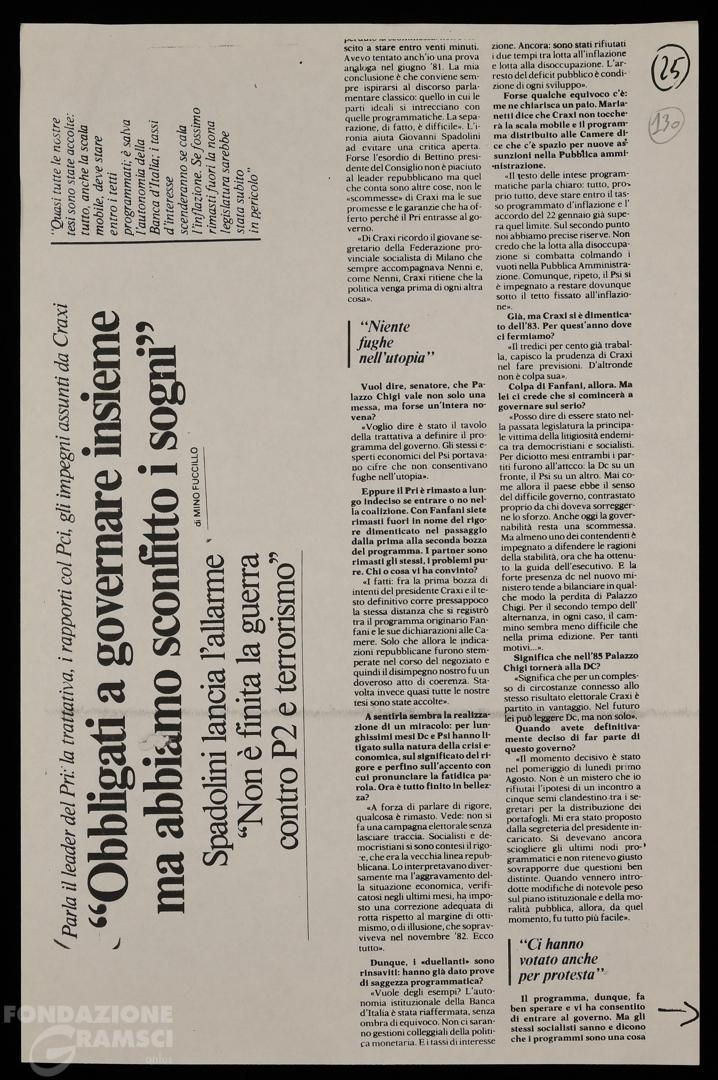 Parla il leader del Pri: la trattativa, i rapporti col Pci, gli impegni assunti da Craxi
“Obbligati a governare insieme
ma abbiamo sconfitto i sogni”
di MINO FUCCILLO
Spadolini lancia l'allarme
“Non è finita la guerra
contro P2 e terrorismo”
“Quasi tutte le nostre
tesi sono state accolte:
tutto, anche la scala
mobile, deve stare
entro i tetti
programmati; è salva
l'autonomia della
Banca d'Italia; i tassi
d'interesse
scenderanno se cala
l'inflazione. Se fossimo
rimasti fuori la nona
legislatura sarebbe
stata subito
in pericolo”
scito a stare entro venti minuti.
Avevo tentato anch'io una prova
analoga nel giugno '81. La mia
conclusione è che conviene sem-
pre ispirarsi al discorso parla-
mentare classico: quello in cui le
parti ideali si intrecciano con
quelle programmatiche. La sepa-
razione, di fatto, è difficile». L'i-
ronia aiuta Giovanni Spadolini
ad evitare una critica aperta.
Forse l'esordio di Bettino presi-
dente del Consiglio non è piaciuto
al leader repubblicano ma quel
che conta sono altre cose, non le
«scommesse» di Craxi ma le sue
promesse e le garanzie che ha of-
ferto perché il Pri entrasse al go-
verno.
«Di Craxi ricordo il giovane se-
gretario della Federazione pro-
vinciale socialista di Milano che
sempre accompagnava Nenni e,
come Nenni, Craxi ritiene che la
politica venga prima di ogni altra
cosa».
“Niente
fughe
nell'utopia”
Vuol dire, senatore, che Pa-
lazzo Chigi vale non solo una
messa, ma forse un'intera no-
vena?
«Voglio dire è stato il tavolo
della trattativa a definire il pro-
gramma del governo. Gli stessi e-
sperti economici del Psi portava-
no cifre che non consentivano
fughe nell'utopia».
Eppure il Pri è rimasto a lun-
go indeciso se entrare o no nel-
la coalizione. Con Fanfani siete
rimasti fuori in nome del rigo-
re dimenticato nel passaggio
dalla prima alla seconda bozza
del programma. I partner sono
rimasti gli stessi, i problemi pu-
re. Chi o cosa vi ha convinto?
«I fatti: fra la prima bozza di
intenti del presidente Craxi e il te-
sto definitivo corre pressappoco
la stessa distanza che si registrò
tra il programma originario Fan-
fani e le sue dichiarazioni alle Ca-
mere. Solo che allora le indica-
zioni repubblicane furono stem-
perate nel corso del negoziato e
quindi il disimpegno nostro fu un
doveroso atto di coerenza. Sta-
volta invece quasi tutte le nostre
tesi sono state accolte».
A sentirla sembra la realizza-
zione di un miracolo: per lun-
ghissimi mesi Dc e Psi hanno li-
tigato sulla natura della crisi e-
conomica, sul significato del ri-
gore e perfino sull'accento con
cui pronunciare la fatidica pa-
rola. Ora è tutto finito in bellez-
za?
«A forza di parlare di rigore,
qualcosa è rimasto. Vede: non si
fa una campagna elettorale senza
lasciare traccia. Socialisti e de-
mocristiani si sono contesi il rigo-
re, che era la vecchia linea repub-
blicana. Lo interpretavano diver-
samente ma l'aggravamento del-
la situazione economica, verifi-
catosi negli ultimi mesi, ha impo-
sto una correzione adeguata di
rotta rispetto al margine di otti-
mismo, o di illusione, che soprav-
viveva nel novembre '82. Ecco
tutto».
Dunque, i «duellanti» sono
rinsaviti: hanno già dato prove
di saggezza programmatica?
«Vuole degli esempi? L'auto-
nomia istituzionale della Banca
d'Italia è stata riaffermata, senza
ombra di equivoco. Non ci saran-
no gestioni collegiali della politi-
ca monetaria. E i tassi di interesse
zione. Ancora: sono stati rifiutati
i due tempi tra lotta all'inflazione
e lotta alla disoccupazione. L'ar-
resto del deficit pubblico è condi-
zione di ogni sviluppo».
Forse qualche equivoco c'è:
me ne chiarisca un paio. Maria-
netti dice che Craxi non tocche-
rà la scala mobile e il program-
ma distribuito alle Camere di-
ce che c'è spazio per nuove as-
sunzioni nella Pubblica ammi-
nistrazione.
«Il testo delle intese program-
matiche parla chiaro: tutto, pro-
prio tutto, deve stare entro il tas-
so programmato d'inflazione e l'
accordo del 22 gennaio già supe-
ra quel limite. Sul secondo punto
noi abbiamo precise riserve. Non
credo che la lotta alla disoccupa-
zione si combatta colmando i
vuoti nella Pubblica Amministra-
zione. Comunque, ripeto, il Psi si
è impegnato a restare dovunque
sotto il tetto fissato all'inflazio-
ne».
Già, ma Craxi si è dimentica-
to dell'83. Per quest'anno dove
ci fermiamo?
«Il tredici per cento già trabal-
la, capisco la prudenza di Craxi
nel fare previsioni. D'altronde
non è colpa sua».
Colpa di Fanfani, allora. Ma
lei ci crede che si comincerà a
governare sul serio?
«Posso dire di essere stato nel-
la passata legislatura la principa-
le vittima della litigiosità endemi-
ca tra democristiani e socialisti.
Per diciotto mesi entrambi i par-
titi furono all'attcco: la Dc su un
fronte, il Psi su un altro. Mai co-
me allora il paese ebbe il senso
del difficile governo, contrastato
proprio da chi doveva sorregger-
ne lo sforzo. Anche oggi la gover-
nabilità resta una scommessa.
Ma almeno uno dei contendenti è
impegnato a difendere le ragioni
della stabilità, ora che ha ottenu-
to la guida dell'esecutivo. E la
forte presenza dc nel nuovo mi-
nistero tende a bilanciare in qual-
che modo la perdita di Palazzo
Chigi. Per il secondo tempo dell'
alternanza, in ogni caso, il cam-
mino sembra meno difficile che
nella prima edizione. Per tanti
motivi...».
Significa che nell'85 Palazzo
Chigi tornerà alla DC?
«Significa che per un comples-
so di circostanze connesso allo
stesso risultato elettorale Craxi è
partito in vantaggio. Nel futuro
lei può leggere Dc, ma non solo».
Quando avete definitiva-
mente deciso di far parte di
questo governo?
«Il momento decisivo è stato
nel pomeriggio di lunedì primo
Agosto. Non è un mistero che io
rifiutai l'ipotesi di un incontro a
cinque semi clandestino tra i se-
gretari per la distribuzione dei
portafogli. Mi era stato proposto
dalla segreteria del presidente in-
caricato. Si devevano ancora
sciogliere gli ultimi nodi pro-
grammatici e non ritenevo giusto
sovrapporre due questioni ben
distinte. Quando vennero intro-
dotte modifiche di notevole peso
sul piano istituzionale e della mo-
ralità pubblica, allora, da quel
momento, fu tutto più facile».
“Ci hanno
votato anche
per protesta”
Il programma, dunque, fa
ben sperare e vi ha consentito
di entrare al governo. Ma gli
stessi socialisti sanno e dicono
che i programmi sono una cosa
25
130
FONDAZIONE
GRAMSCI
onlus